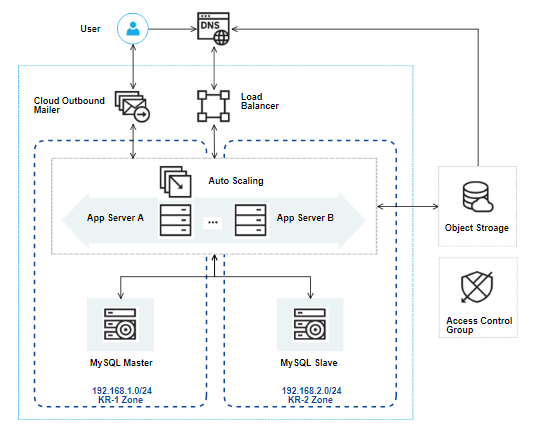 User
DNS
Cloud Outbound
Mailer
Load
Balancer
Auto Scaling
App Server A
...
App Server B
Object Stroage
Access Control
Group
MySQL Master
MySQL Slave
192.168.1.0/24
KR-1 Zone
192.168.2.0/24
KR-2 Zone